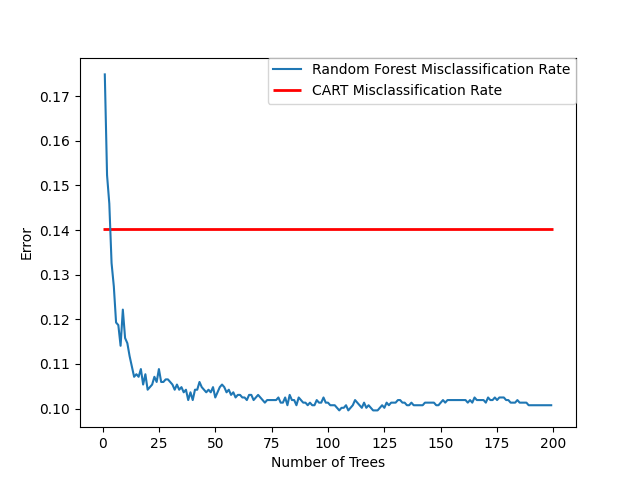 Random Forest Misclassification Rate
CART Misclassification Rate
0.17
0.16
0.15
0.14
0.13
0.12
0.11
0.10
Error
0 25 50 75 100 125 150 175 200
Number of Trees